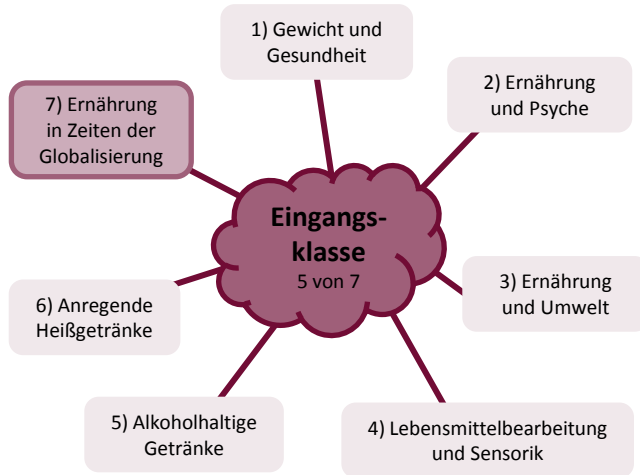 1) Gewicht und
Gesundheit
2) Ernährung
und Psyche
3) Ernährung
und Umwelt
4) Lebensmittelbearbeitung
und Sensorik
5) Alkoholhaltige
Getränke
6) Anregende
Heißgetränke
7) Ernährung
in Zeiten der
Globalisierung
Eingangs-
klasse
5 von 7